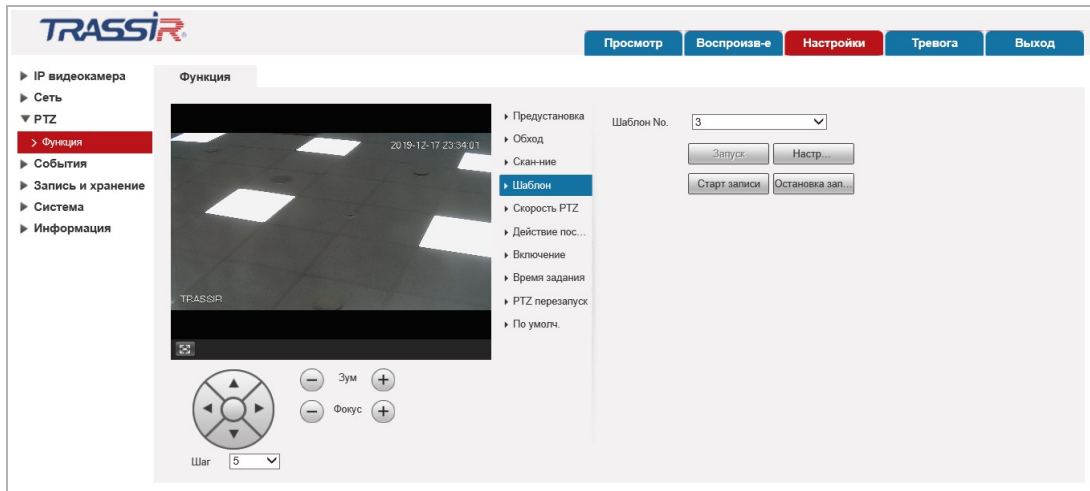 TRASSIR
Просмотр
Воспроизв-е
Настройки
Тревога
Выход
IP видеокамера
Сеть
PTZ
Функция
События
Запись и хранение
Система
Информация
Функция
2019-12-17 23:34:01
TRASSIR
Зум
Фокус
Шаг 5
Предустановка
Обход
Скан-ние
Шаблон
Скорость PTZ
Действие пос...
Включение
Время задания
PTZ перезапуск
По умолч.
Шаблон No. 3
Запуск Настр...
Старт записи Остановка зап...